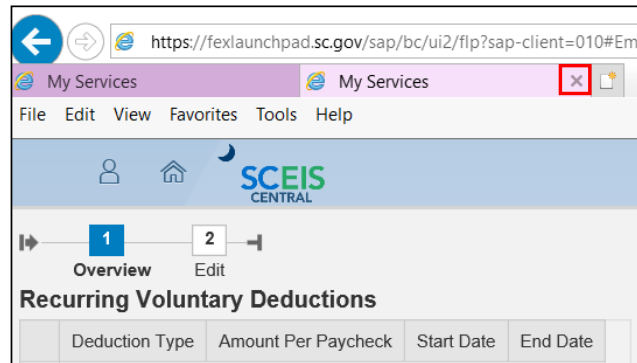 https://fexlaunchpad.sc.gov/sap/bc/ui2/flp?sap-client=010#Em
My Services My Services
File Edit View Favorites Tools Help
SCEIS
CENTRAL
1 2
Overview Edit
Recurring Voluntary Deductions
Deduction Type Amount Per Paycheck Start Date End Date